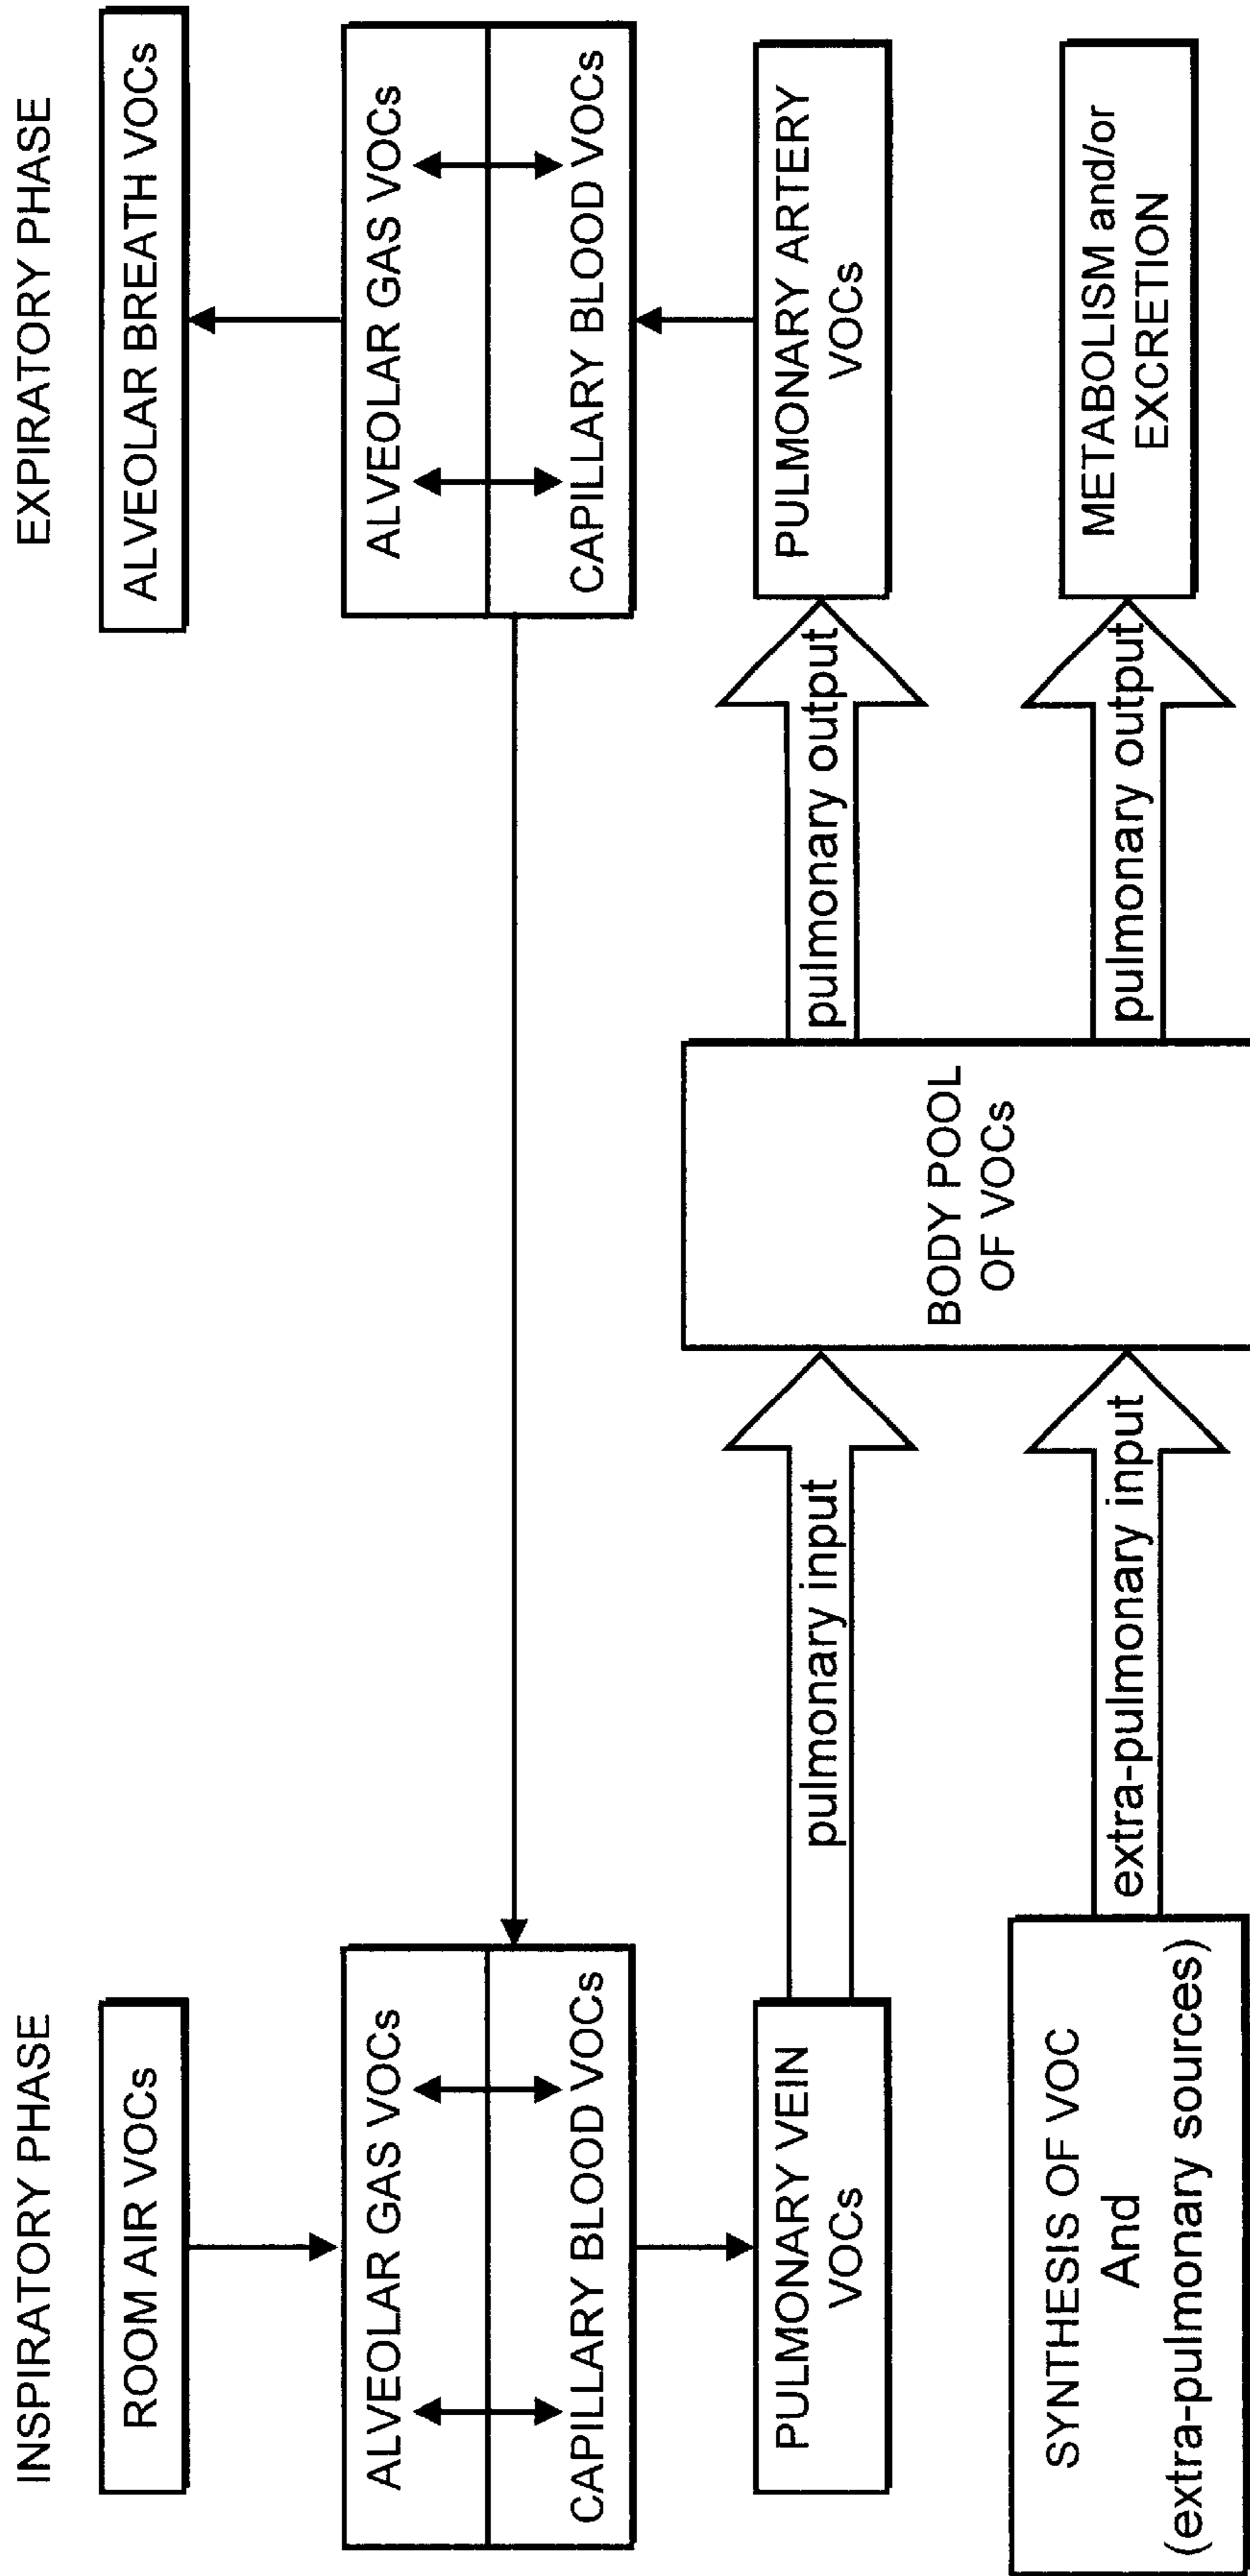 INSPIRATORY PHASE
EXPIRATORY PHASE
ROOM AIR VOCs
ALVEOLAR BREATH VOCs
ALVEOLAR GAS VOCs
CAPILLARY BLOOD VOCs
ALVEOLAR GAS VOCs
CAPILLARY BLOOD VOCs
PULMONARY VEIN
VOCs
pulmonary input
BODY POOL
OF VOCs
pulmonary output
PULMONARY ARTERY
VOCs
SYNTHESIS OF VOC
And
(extra-pulmonary sources)
extra-pulmonary input
pulmonary output
METABOLISM and/or
EXCRETION